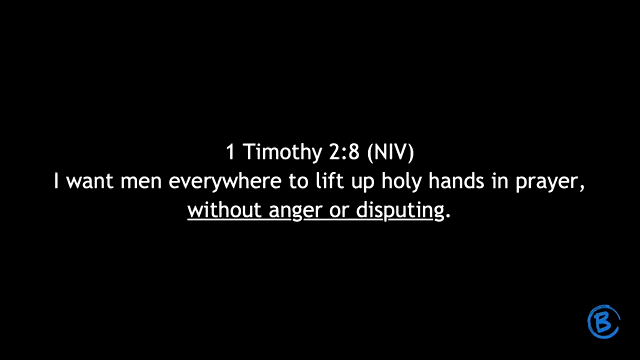 1 Timothy 2:8 (NIV)
I want men everywhere to lift up holy hands in prayer,
without anger or disputing.
B